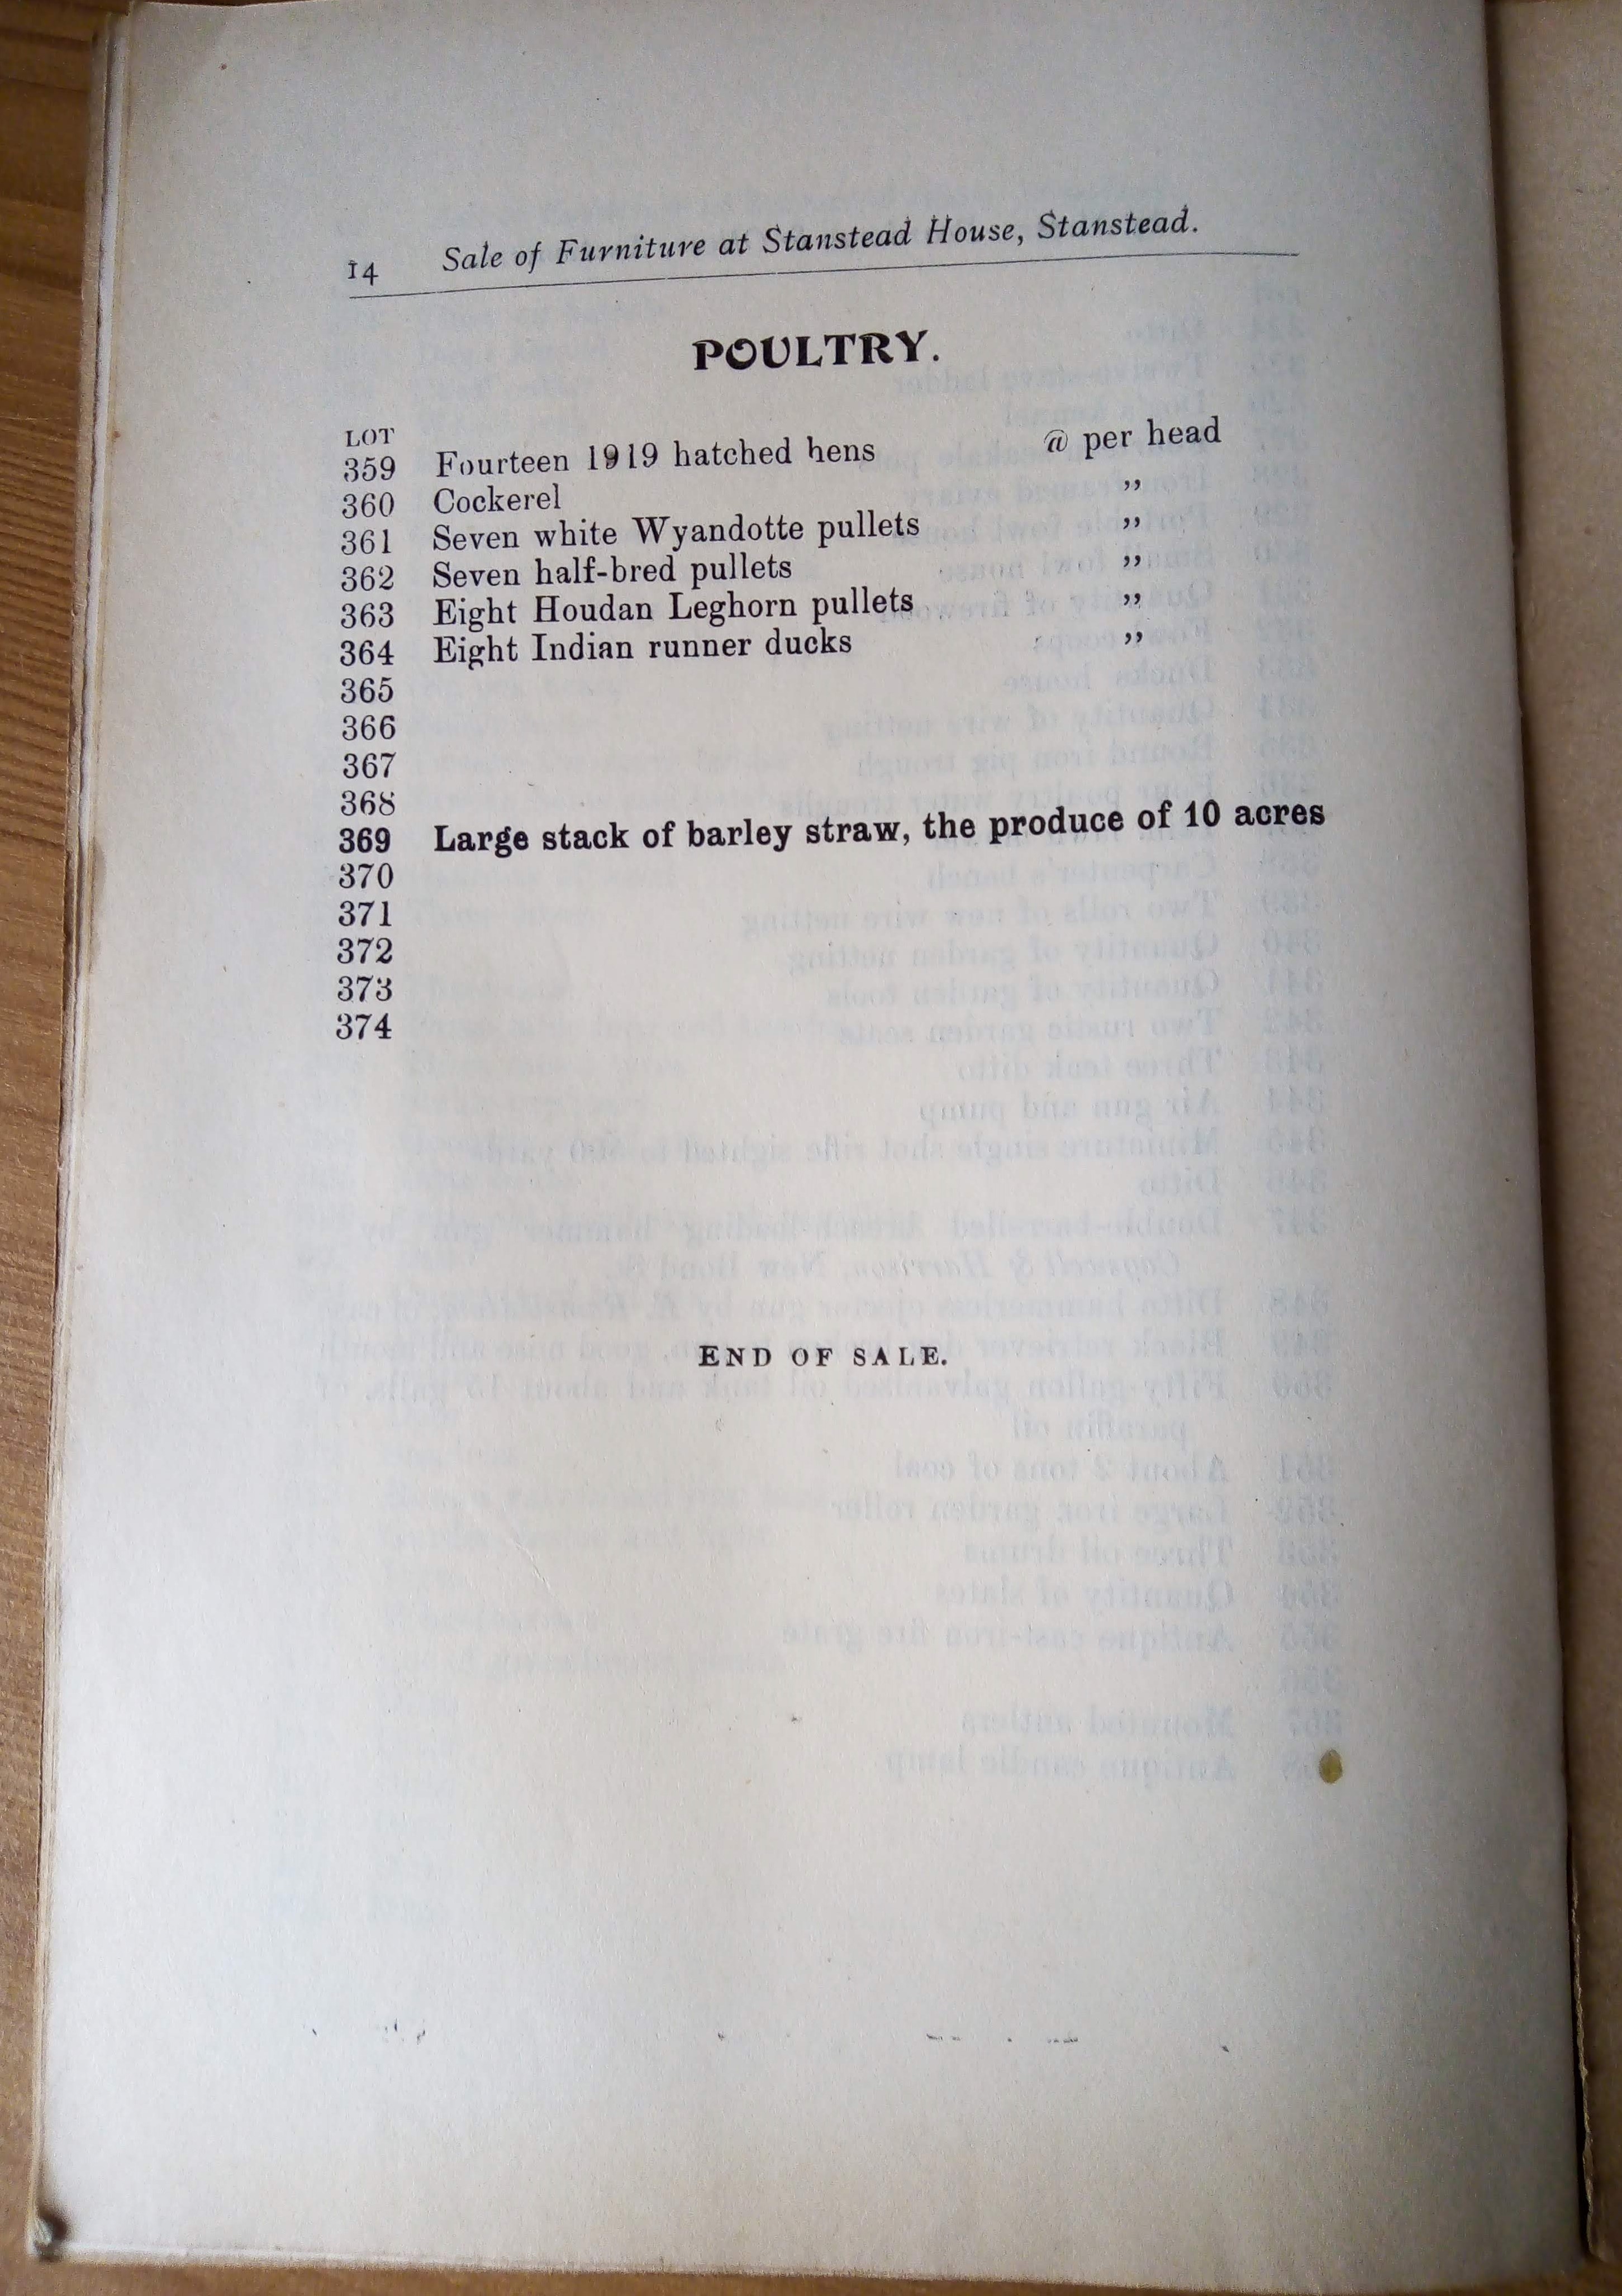 14 Sale of Furniture at Stanstead House, Stanstead.
POULTRY.
LOT
359 Fourteen 1919 hatched hens @ per head
360 Cockerel ”
361 Seven white Wyandotte pullets ”
362 Seven half-bred pullets ”
363 Eight Houdan Leghorn pullets ”
364 Eight Indian runner ducks ”
365
366
367
368
369 Large stack of barley straw, the produce of 10 acres
370
371
372
373
374
END OF SALE.